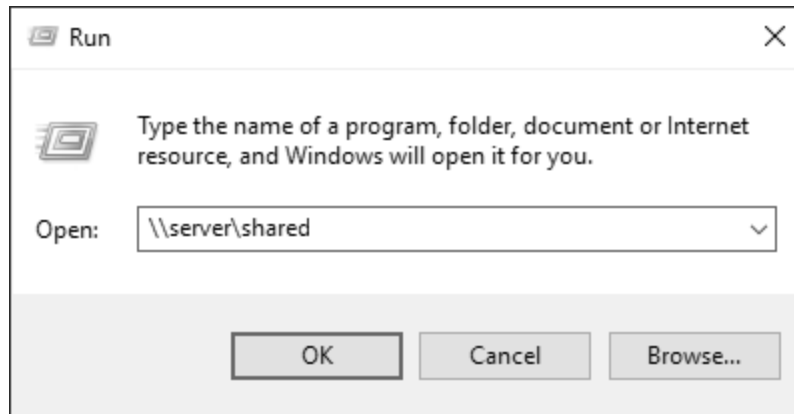 Run
Type the name of a program, folder, document or Internet
resource, and Windows will open it for you.
Open: \\server\shared
OK Cancel Browse...